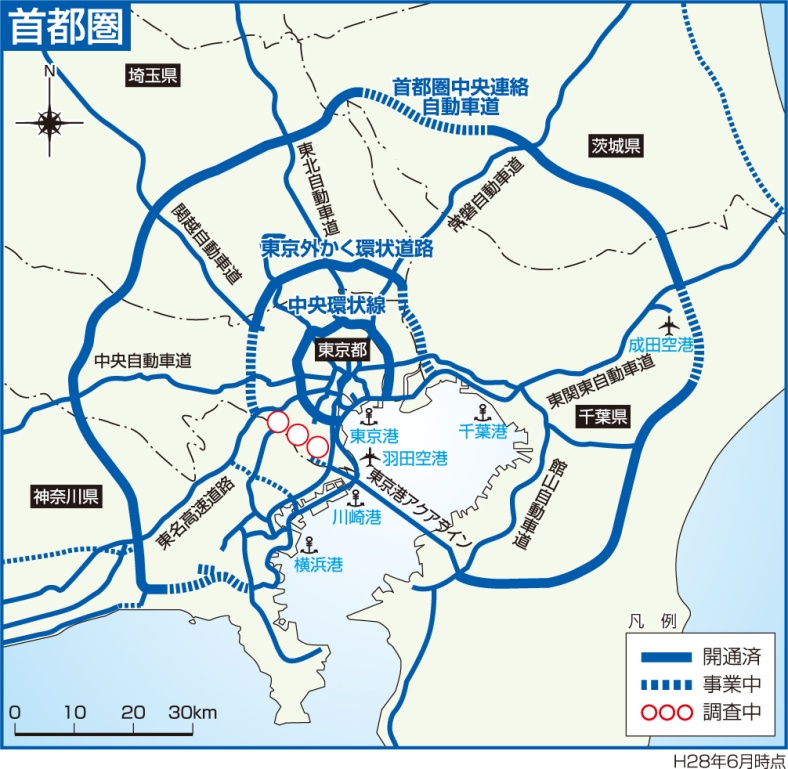 首都圏
N
埼玉県
首都圏中央連絡
自動車道
茨城県
東北自動車道
常磐自動車道
関越自動車道
東京外かく環状道路
中央環状線
東京都
成田空港
中央自動車道
東関東自動車道
千葉県
東京港
千葉港
羽田空港
神奈川県
東名高速道路
川崎港
東京港アクアライン
館山自動車道
横浜港
凡 例
開通済
事業中
調査中
0 10 20 30km
H28年6月時点